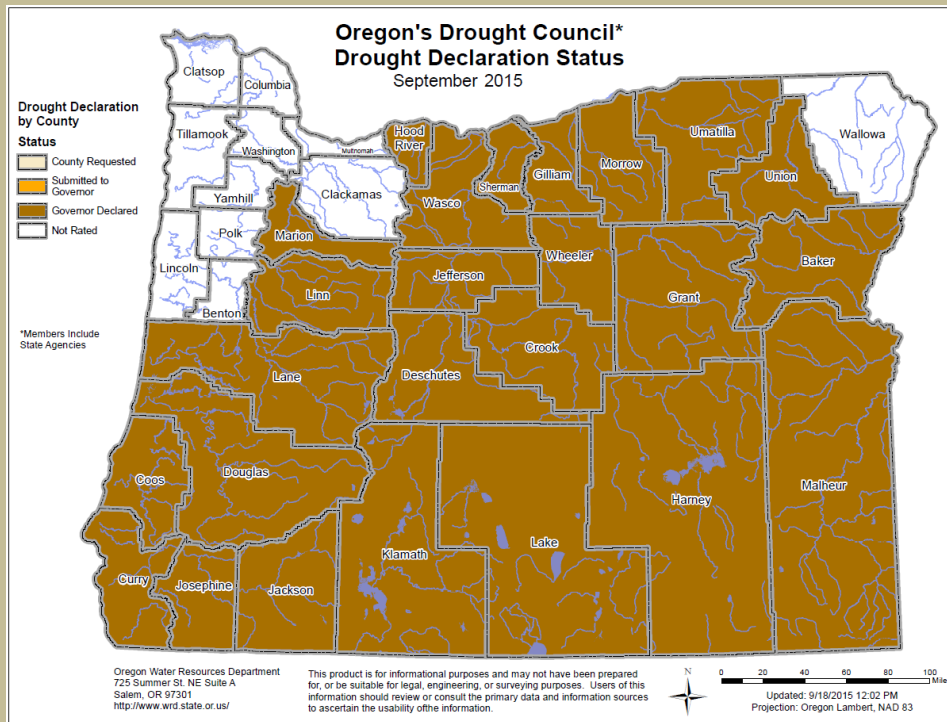 Oregon's Drought Council*
Drought Declaration Status
September 2015
Drought Declaration
by County
Status
County Requested
Submitted to
Governor
Governor Declared
Not Rated
*Members Include
State Agencies
Clatsop
Columbia
Tillamook
Washington
Multnomah
Hood
River
Umatilla
Wallowa
Yamhill
Clackamas
Wasco
Sherman
Gilliam
Morrow
Union
Polk
Marion
Lincoln
Benton
Linn
Jefferson
Wheeler
Grant
Baker
Lane
Deschutes
Crook
Coos
Douglas
Harney
Malheur
Curry
Josephine
Jackson
Klamath
Lake
Oregon Water Resources Department
725 Summer St. NE Suite A
Salem, OR 97301
http://www.wrd.state.or.us/
This product is for informational purposes and may not have been prepared
for, or be suitable for legal, engineering, or surveying purposes. Users of this
information should review or consult the primary data and information sources
to ascertain the usability ofthe information.
N
0 20 40 60 80 100
Miles
Updated: 9/18/2015 12:02 PM
Projection: Oregon Lambert, NAD 83